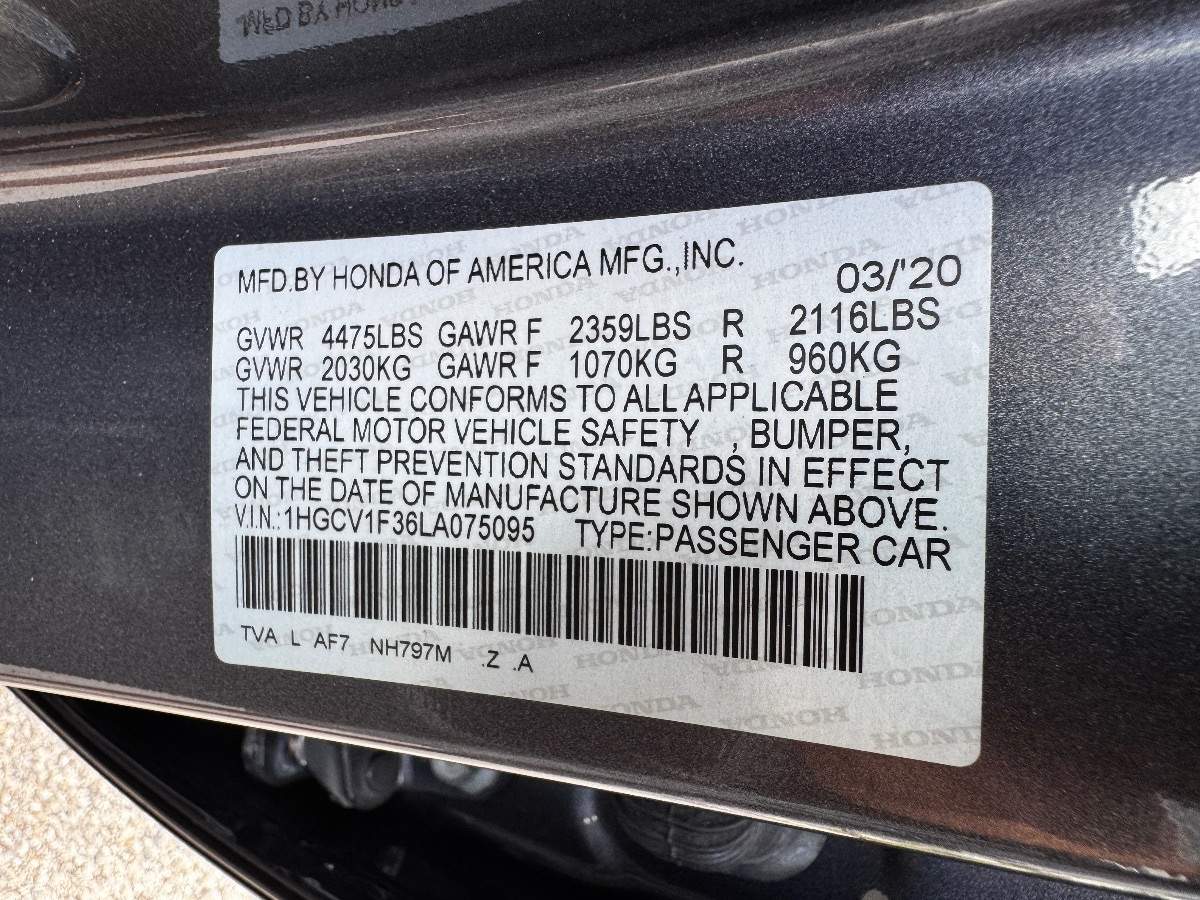 MFD.BY HONDA OF AMERICA MFG.,INC.
03/'20
GVWR 4475LBS GAWR F 2359LBS R 2116LBS
GVWR 2030KG GAWR F 1070KG R 960KG
THIS VEHICLE CONFORMS TO ALL APPLICABLE
FEDERAL MOTOR VEHICLE SAFETY , BUMPER,
AND THEFT PREVENTION STANDARDS IN EFFECT
ON THE DATE OF MANUFACTURE SHOWN ABOVE.
V.I.N.:1HGCV1F36LA075095 TYPE:PASSENGER CAR
TVA L AF7 NH797M .Z .A